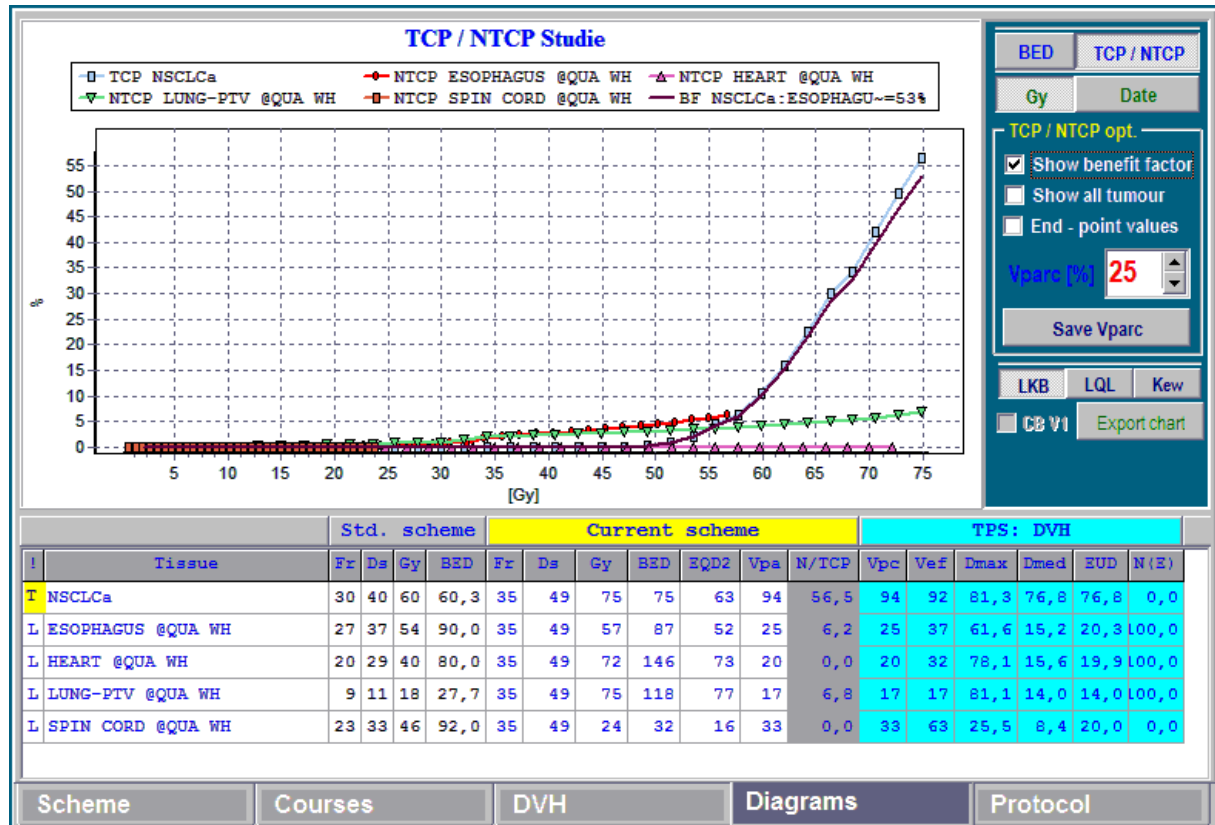 TCP / NTCP Studie
TCP NSCLCa NTCP ESOPHAGUS @QUA WH NTCP HEART @QUA WH
NTCP LUNG-PTV @QUA WH NTCP SPIN CORD @QUA WH BF NSCLCa:ESOPHAGU~=53%
55
50
45
40
35
30
25
20
15
10
5
0
%
5 10 15 20 25 30 35 40 45 50 55 60 65 70 75
[Gy]
BED TCP / NTCP
Gy Date
TCP / NTCP opt.
Show benefit factor
Show all tumour
End - point values
Vparc [%] 25
Save Vparc
LKB LQL Kew
CB V1 Export chart
Std. scheme Current scheme TPS: DVH
! Tissue Fr Ds Gy BED Fr Ds Gy BED EQD2 Vpa N/TCP Vpc Vef Dmax Dmed EUD N(E)
T NSCLCa 30 40 60 60,3 35 49 75 75 63 94 56,5 94 92 81,3 76,8 76,8 0,0
L ESOPHAGUS @QUA WH 27 37 54 90,0 35 49 57 87 52 25 6,2 25 37 61,6 15,2 20,3 100,0
L HEART @QUA WH 20 29 40 80,0 35 49 72 146 73 20 0,0 20 32 78,1 15,6 19,9 100,0
L LUNG-PTV @QUA WH 9 11 18 27,7 35 49 75 118 77 17 6,8 17 17 81,1 14,0 14,0 100,0
L SPIN CORD @QUA WH 23 33 46 92,0 35 49 24 32 16 33 0,0 33 63 25,5 8,4 20,0 0,0
Scheme Courses DVH Diagrams Protocol